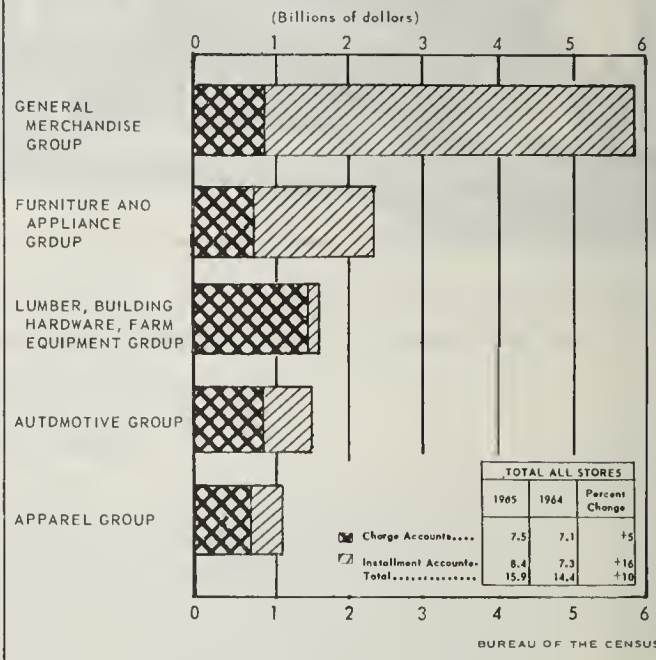 (Billions of dollors)
0 1 2 3 4 5 6
GENERAL
MERCHANDISE
GROUP
FURNITURE ANO
APPLIANCE
GRDUP
LUMBER, BUILDING
HARDWARE, FARM
EQUIPMENT GRDUP
AUTDMOTIVE GROUP
APPAREL GROUP
TOTAL ALL STORES
1965 1964 Percent
Change
Chorge Accounts.... 7.5 7.1 +5
Installment Accounts- 8.4 7.3 +16
Total............. 15.9 14.4 +10
0 1 2 3 4 5 6
BUREAU OF THE CENSUS